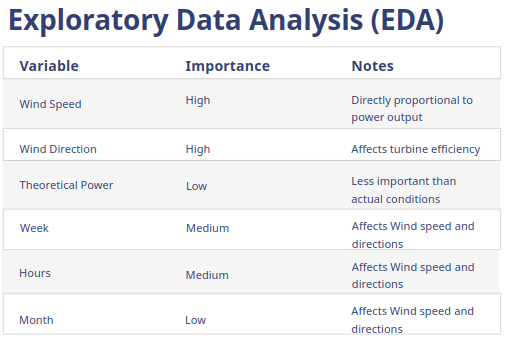 Exploratory Data Analysis (EDA)
Variable Importance Notes
Wind Speed High Directly proportional to
power output
Wind Direction High Affects turbine efficiency
Theoretical Power Low Less important than
actual conditions
Week Medium Affects Wind speed and
directions
Hours Medium Affects Wind speed and
directions
Month Low Affects Wind speed and
directions